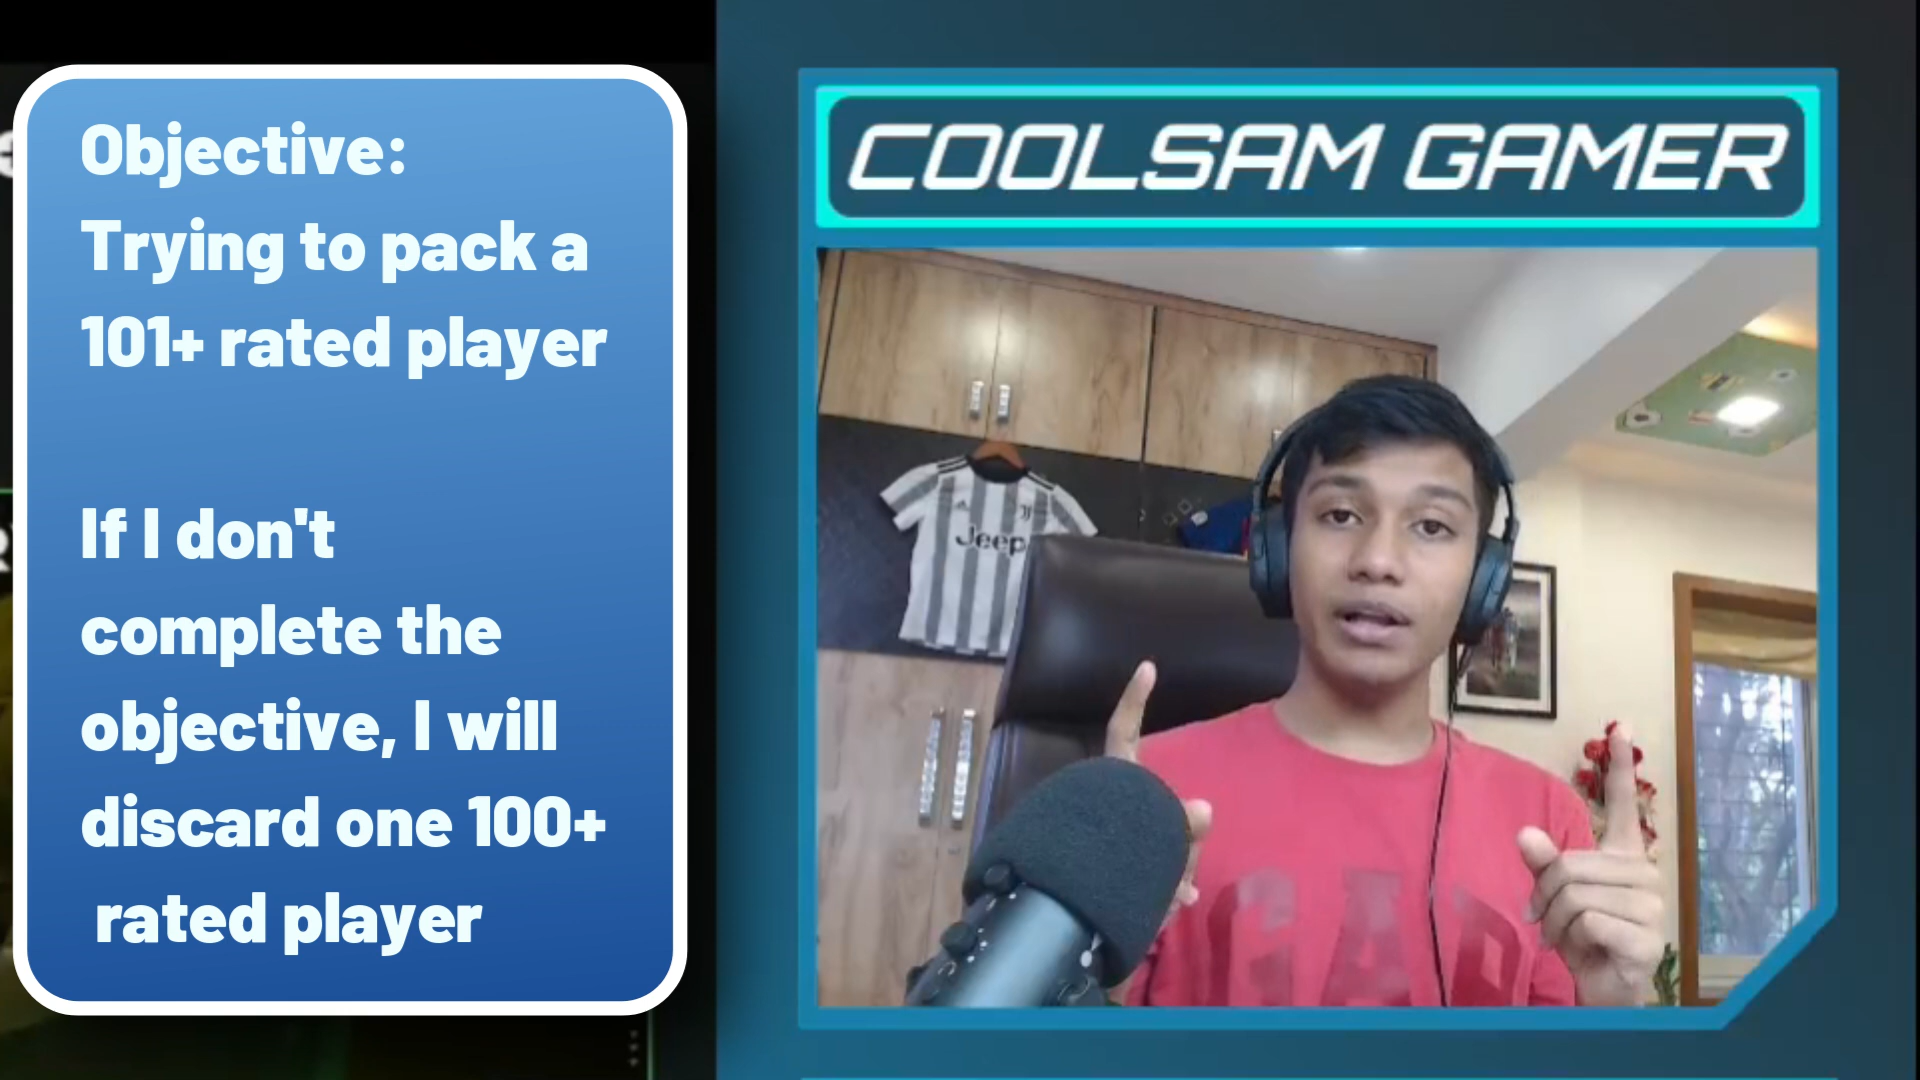 Objective:
Trying to pack a
101+ rated player
If I don't
complete the
objective, I will
discard one 100+
rated player
COOLSAM GAMER
Jeep
GAP